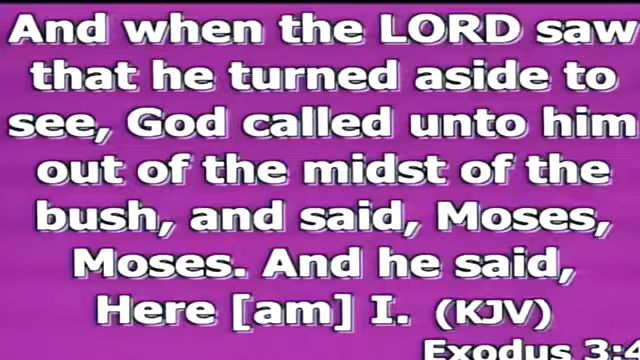 And when the LORD saw
that he turned aside to
see, God called unto him
out of the midst of the
bush, and said, Moses,
Moses. And he said,
Here [am] I. (KJV)
Exodus 3:4